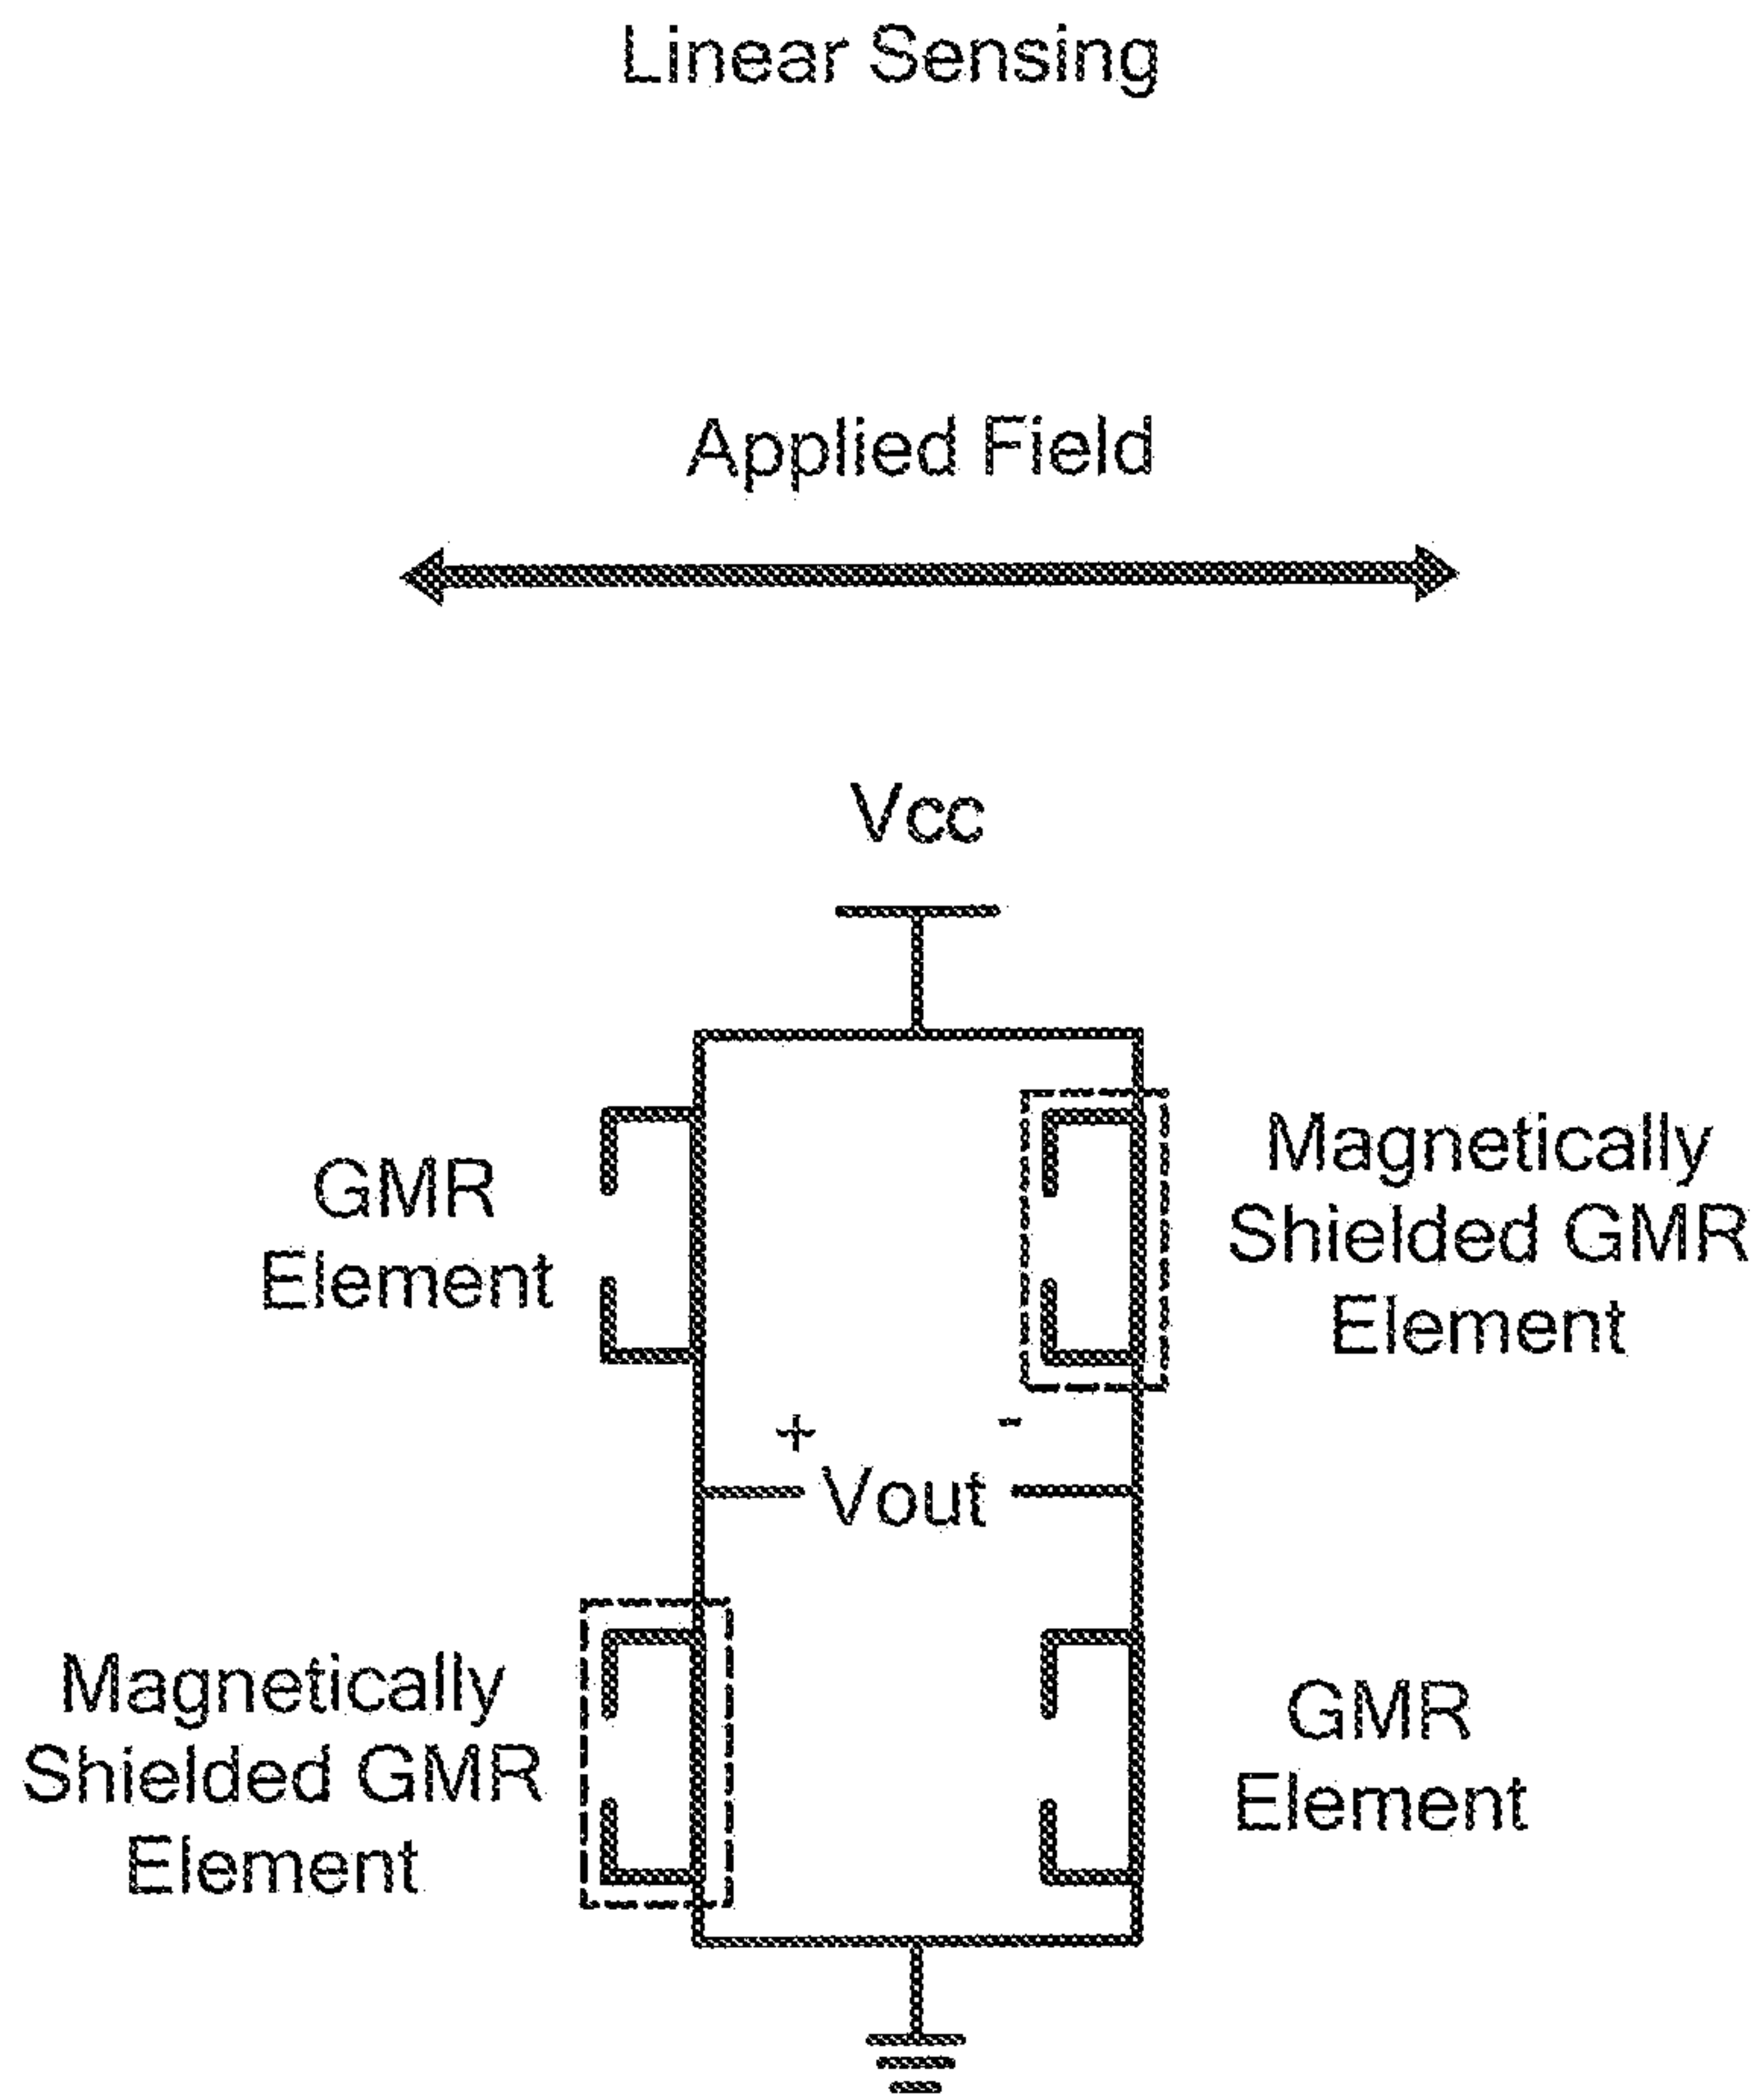 Linear Sensing
Applied Field
Vcc
GMR
Element
Magnetically
Shielded GMR
Element
+
-
Vout
Magnetically
Shielded GMR
Element
GMR
Element